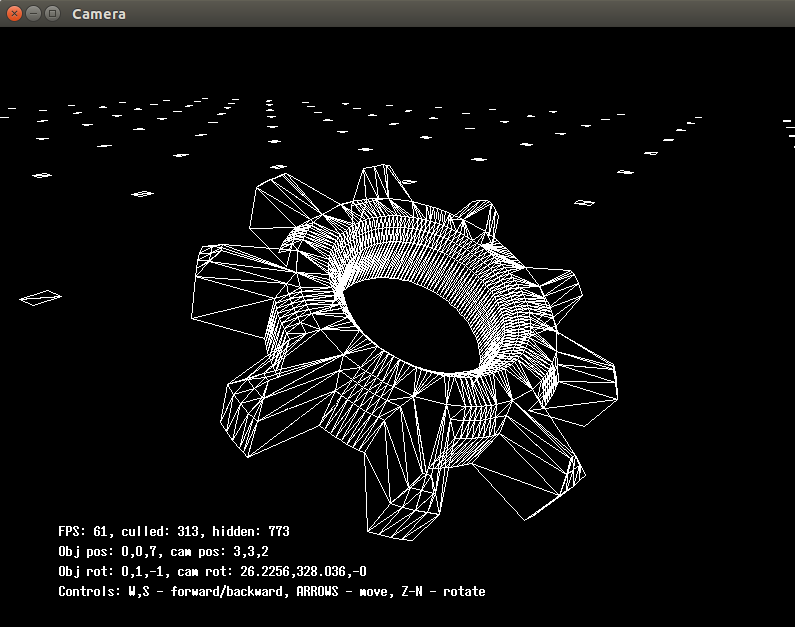 Camera
FPS: 61, culled: 313, hidden: 773
Obj pos: 0,0,7, cam pos: 3,3,2
Obj rot: 0,1,-1, cam rot: 26.2256,328.036,-0
Controls: W,S - forward/backward, ARROWS - move, Z-N - rotate